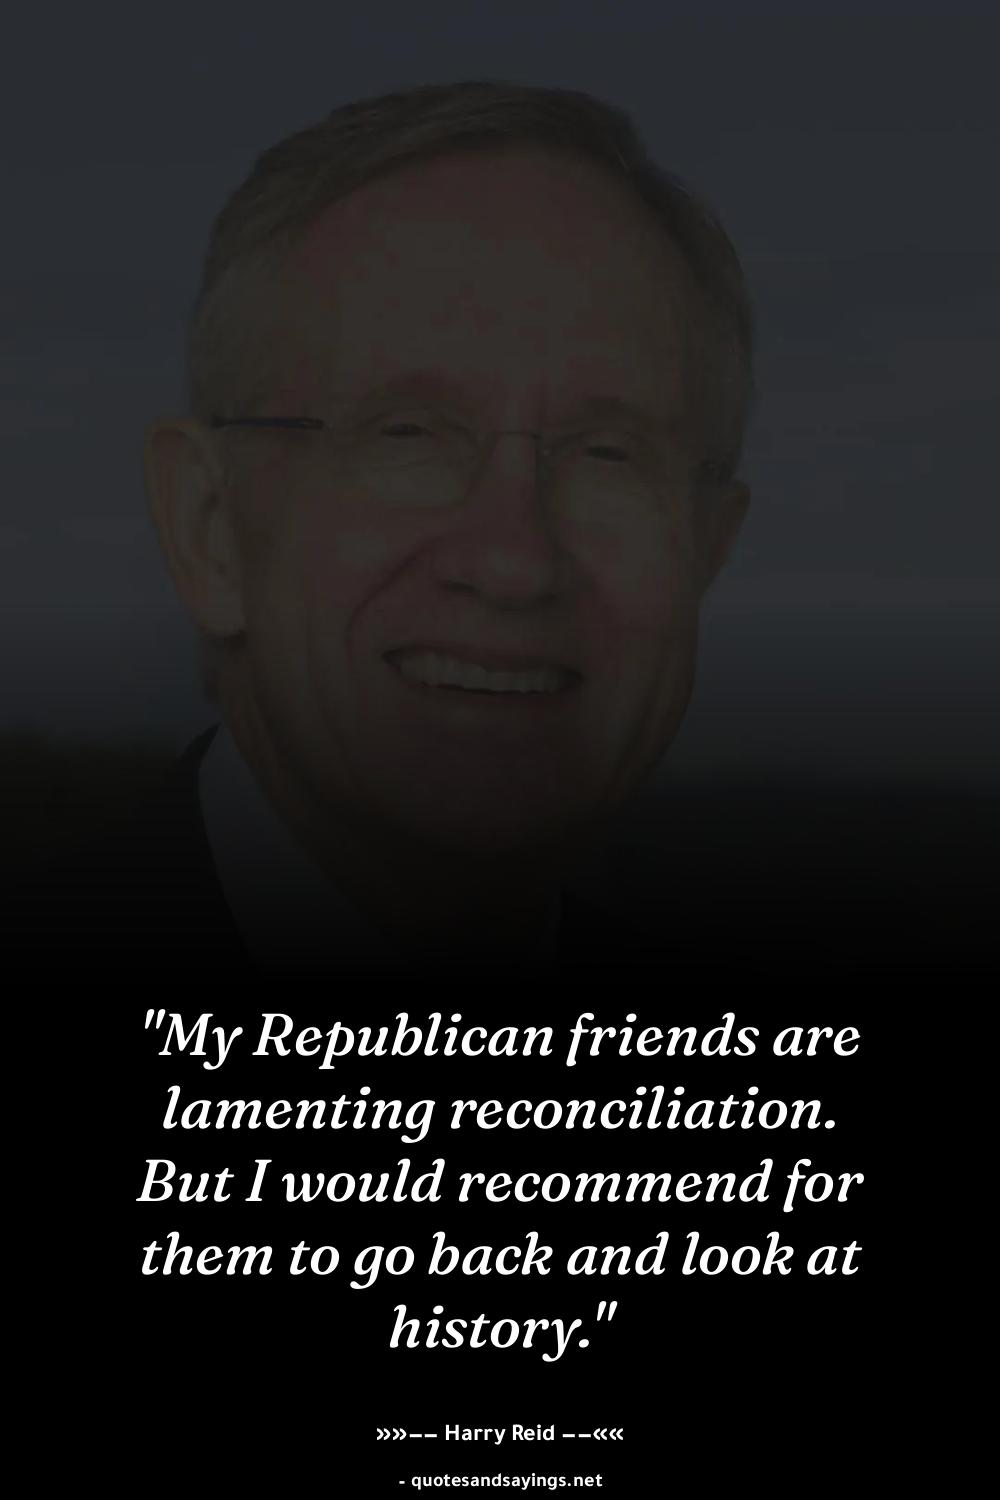 "My Republican friends are
lamenting reconciliation.
But I would recommend for
them to go back and look at
history."
»»−− Harry Reid −−««
- quotesandsayings.net